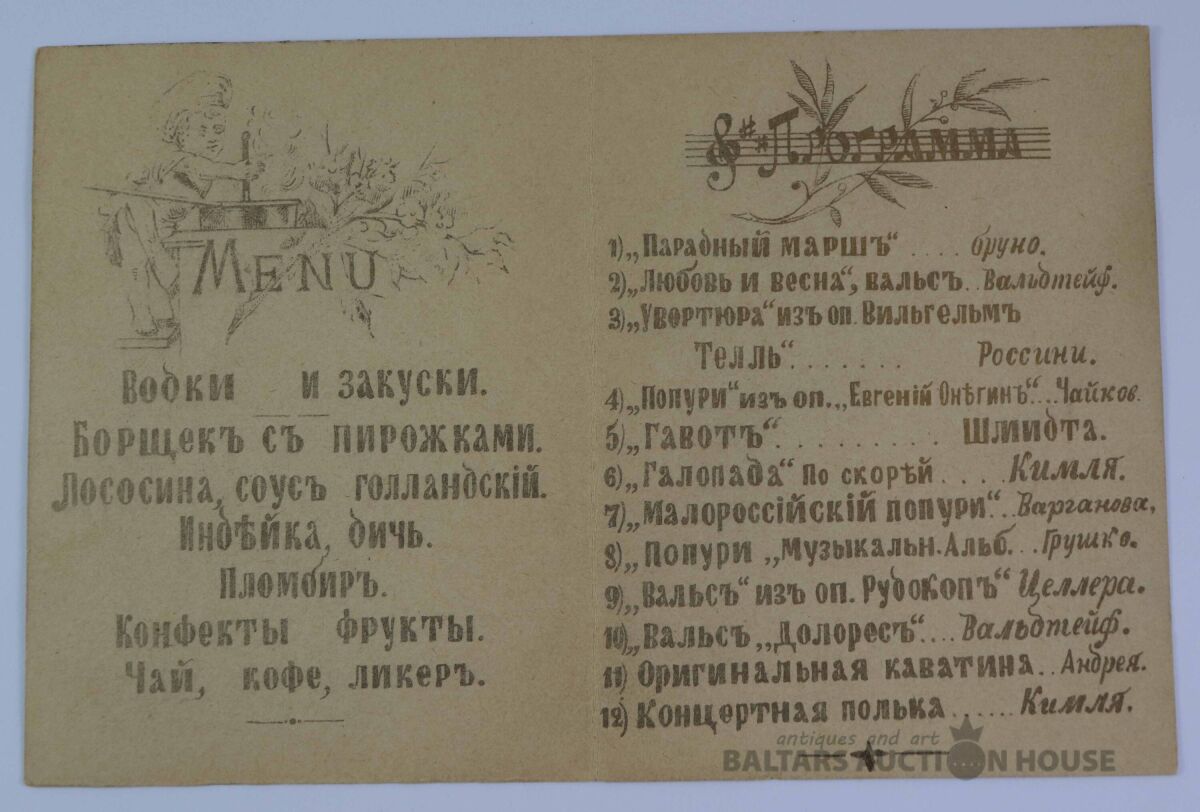 MENU
Водки и закуски.
Борщекъ съ пирожками.
Лососина, соусъ голландскій.
Индѣйка, дичь.
Пломбиръ.
Конфекты фрукты.
Чай, кофе, ликеръ.
Программа
1) „Парадный маршъ“ .... бруно.
2) „Любовь и весна“, вальсъ.. Вальдтейф.
3) „Увертюра“ изъ оп. Вильгельмъ
Телль“....... Россини.
4) „Попури“ изъ оп. „Евгеній Онѣгинъ“... Чайков.
5) „Гавотъ“.......... Шмидта.
6) „Галопада“ По скорѣй .... Кимля.
7) „Малороссійскій попури“.. Варганова,
8) „Попури „Музыкальн. Альб... Грушко.
9) „Вальсъ“ изъ оп. Рудокопъ“ Целлера.
10) „Вальсъ „Долоресъ“.... Вальдтейф.
11) Оригинальная каватина.. Андрея.
12) Концертная полька...... Кимля.
antiques and art
BALTARS AUCTION HOUSE